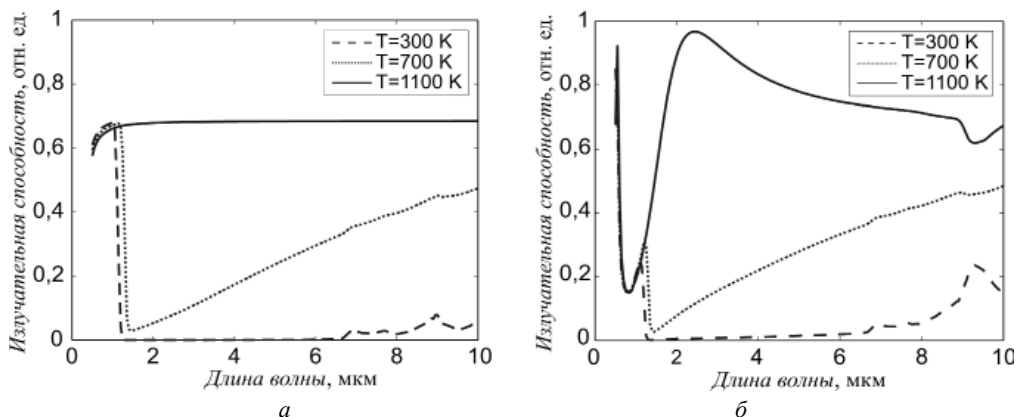 Излучательная способность, отн. ед.
1
0,8
0,6
0,4
0,2
0
0
2
4
6
8
10
Длина волны, мкм
T=300 K
T=700 K
T=1100 K
а
Излучательная способность, отн. ед.
1
0,8
0,6
0,4
0,2
0
0
2
4
6
8
10
Длина волны, мкм
T=300 K
T=700 K
T=1100 K
б